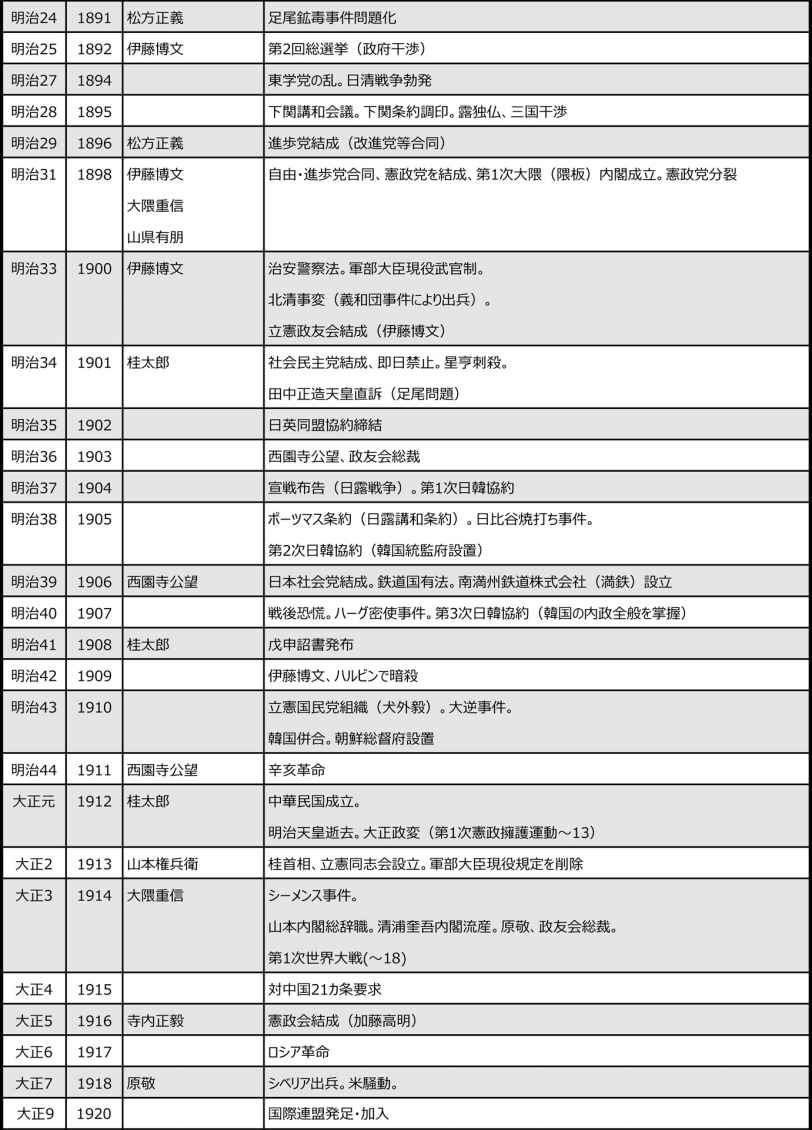 明治24 1891 松方正義 足尾鉱毒事件問題化
明治25 1892 伊藤博文 第2回総選挙（政府干渉）
明治27 1894 東学党の乱。日清戦争勃発
明治28 1895 下関講和会議。下関条約調印。露独仏、三国干渉
明治29 1896 松方正義 進歩党結成（改進党等合同）
明治31 1898 伊藤博文 自由・進歩党合同、憲政党を結成、第1次大隈（隈板）内閣成立。憲政党分裂
大隈重信
山県有朋
明治33 1900 伊藤博文 治安警察法。軍部大臣現役武官制。
北清事変（義和団事件により出兵）。
立憲政友会結成（伊藤博文）
明治34 1901 桂太郎 社会民主党結成、即日禁止。星亨刺殺。
田中正造天皇直訴（足尾問題）
明治35 1902 日英同盟協約締結
明治36 1903 西園寺公望、政友会総裁
明治37 1904 宣戦布告（日露戦争）。第1次日韓協約
明治38 1905 ポーツマス条約（日露講和条約）。日比谷焼打ち事件。
第2次日韓協約（韓国統監府設置）
明治39 1906 西園寺公望 日本社会党結成。鉄道国有法。南満州鉄道株式会社（満鉄）設立
明治40 1907 戦後恐慌。ハーグ密使事件。第3次日韓協約（韓国の内政全般を掌握）
明治41 1908 桂太郎 戊申詔書発布
明治42 1909 伊藤博文、ハルビンで暗殺
明治43 1910 立憲国民党組織（犬外毅）。大逆事件。
韓国併合。朝鮮総督府設置
明治44 1911 西園寺公望 辛亥革命
大正元 1912 桂太郎 中華民国成立。
明治天皇逝去。大正政変（第1次憲政擁護運動～13）
大正2 1913 山本権兵衛 桂首相、立憲同志会設立。軍部大臣現役規定を削除
大正3 1914 大隈重信 シーメンス事件。
山本内閣総辞職。清浦奎吾内閣流産。原敬、政友会総裁。
第1次世界大戦(～18)
大正4 1915 対中国21カ条要求
大正5 1916 寺内正毅 憲政会結成（加藤高明）
大正6 1917 ロシア革命
大正7 1918 原敬 シベリア出兵。米騒動。
大正9 1920 国際連盟発足・加入